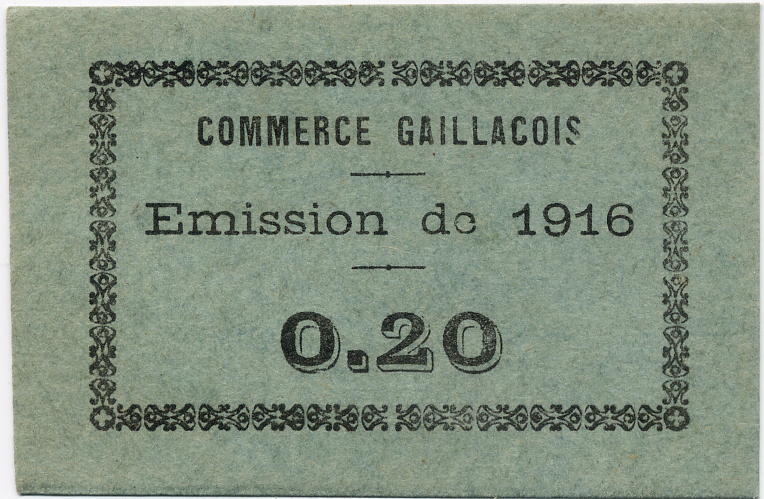 COMMERCE GAILLACOIS
Emission de 1916
0.20